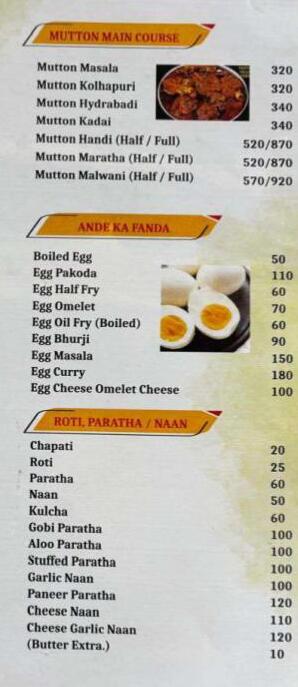 MUTTON MAIN COURSE
Mutton Masala 320
Mutton Kolhapuri 320
Mutton Hydrabadi 340
Mutton Kadai 340
Mutton Handi (Half / Full) 520/870
Mutton Maratha (Half / Full) 520/870
Mutton Malwani (Half / Full) 570/920
ANDE KA FANDA
Boiled Egg 50
Egg Pakoda 110
Egg Half Fry 60
Egg Omelet 70
Egg Oil Fry (Boiled) 60
Egg Bhurji 90
Egg Masala 150
Egg Curry 180
Egg Cheese Omelet Cheese 100
ROTI, PARATHA / NAAN
Chapati 20
Roti 25
Paratha 60
Naan 50
Kulcha 60
Gobi Paratha 100
Aloo Paratha 100
Stuffed Paratha 100
Garlic Naan 100
Paneer Paratha 120
Cheese Naan 110
Cheese Garlic Naan 120
(Butter Extra.) 10